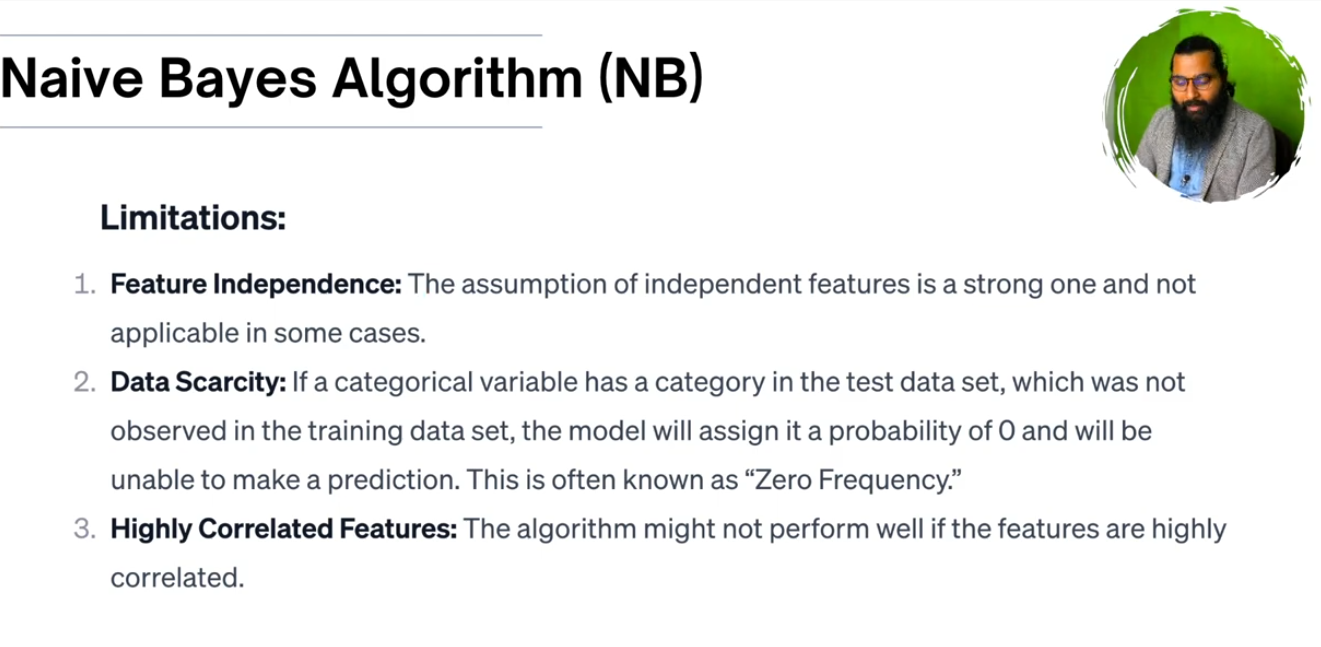 Naive Bayes Algorithm (NB)
Limitations:
1. Feature Independence: The assumption of independent features is a strong one and not
applicable in some cases.
2. Data Scarcity: If a categorical variable has a category in the test data set, which was not
observed in the training data set, the model will assign it a probability of 0 and will be
unable to make a prediction. This is often known as “Zero Frequency.”
3. Highly Correlated Features: The algorithm might not perform well if the features are highly
correlated.